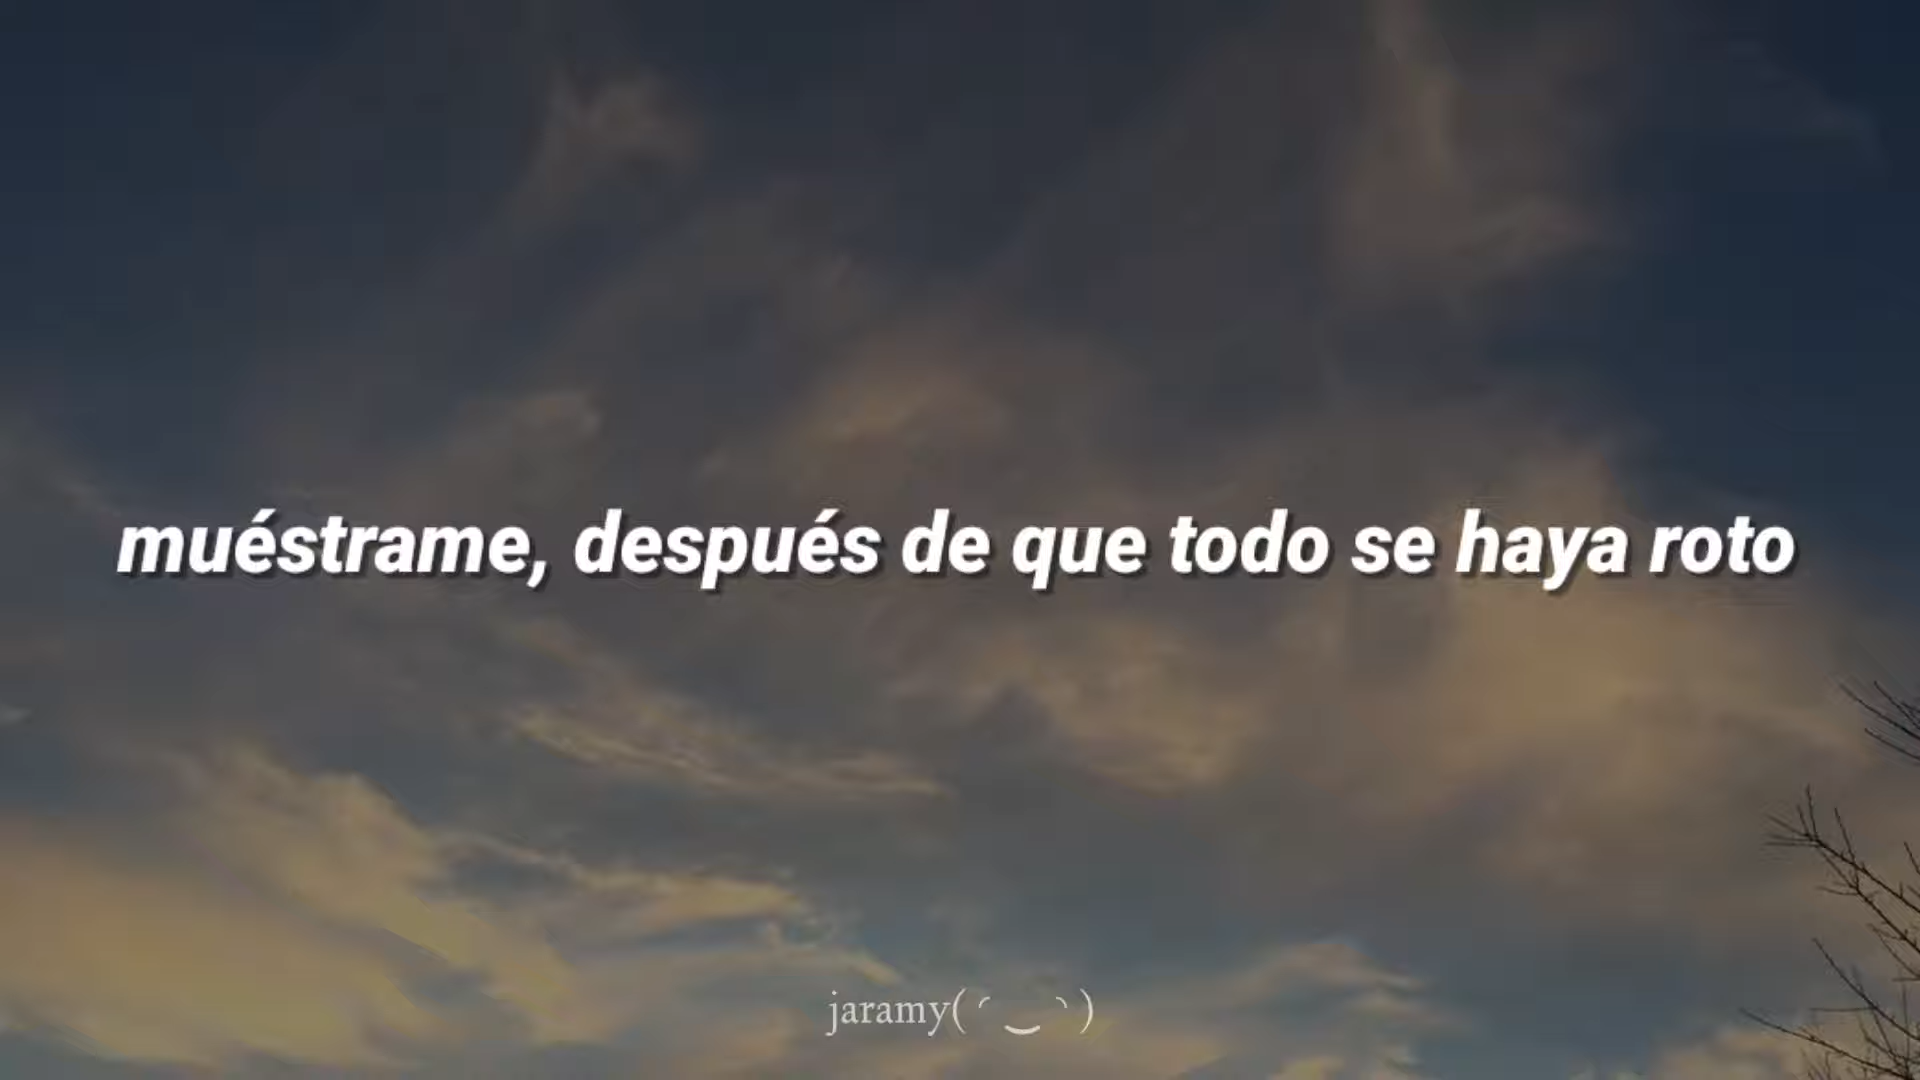 muéstrame, después de que todo se haya roto
jaramy( ´ ‿ ` )